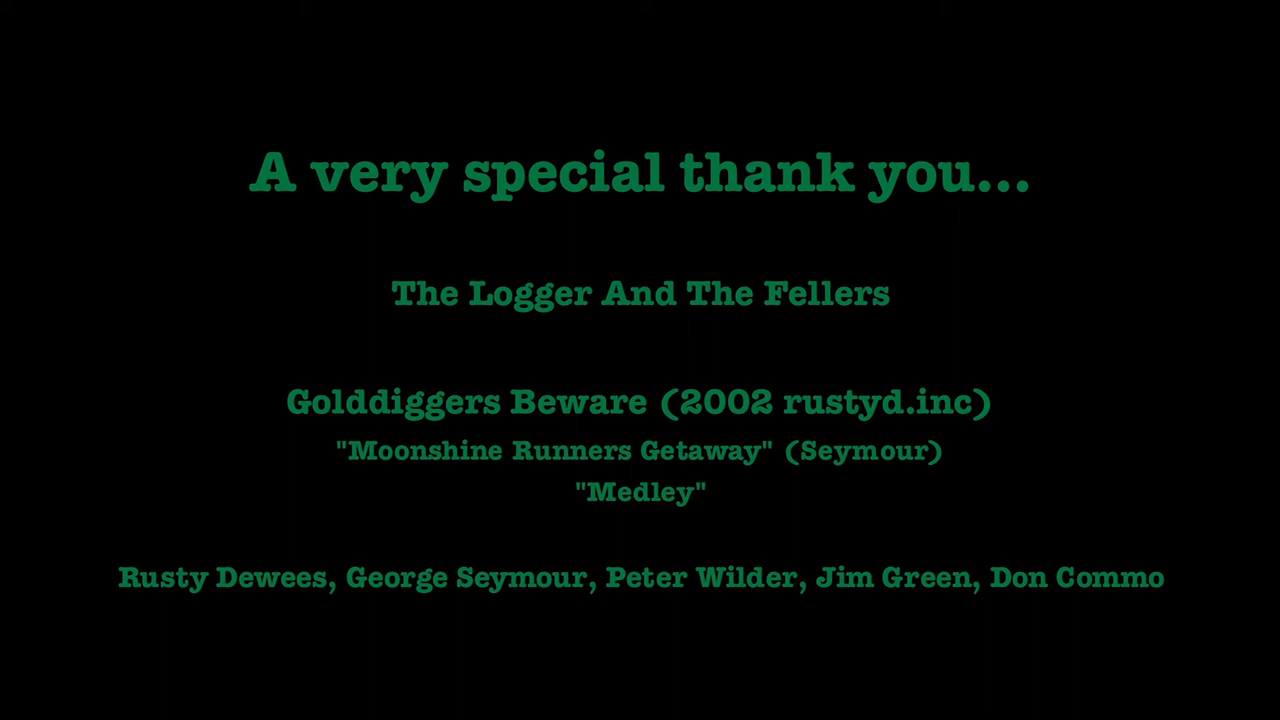 A very special thank you...
The Logger And The Fellers
Golddiggers Beware (2002 rustyd.inc)
"Moonshine Runners Getaway" (Seymour)
"Medley"
Rusty Dewees, George Seymour, Peter Wilder, Jim Green, Don Commo